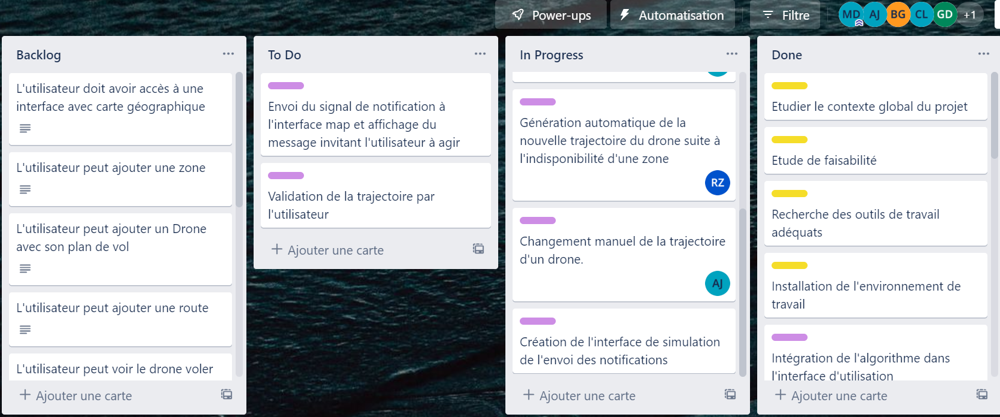 Power-ups
Automatisation
Filtre
MD
AJ
BG
CL
GD
+1
Backlog
L'utilisateur doit avoir accès à une
interface avec carte géographique
L'utilisateur peut ajouter une zone
L'utilisateur peut ajouter un Drone
avec son plan de vol
L'utilisateur peut ajouter une route
L'utilisateur peut voir le drone voler
Ajouter une carte
To Do
Envoi du signal de notification à
l'interface map et affichage du
message invitant l'utilisateur à agir
Validation de la trajectoire par
l'utilisateur
Ajouter une carte
In Progress
Génération automatique de la
nouvelle trajectoire du drone suite à
l'indisponibilité d'une zone
RZ
Changement manuel de la trajectoire
d'un drone.
AJ
Création de l'interface de simulation
de l'envoi des notifications
Ajouter une carte
Done
Etudier le contexte global du projet
Etude de faisabilité
Recherche des outils de travail
adéquats
Installation de l'environnement de
travail
Intégration de l'algorithme dans
l'interface d'utilisation
Ajouter une carte